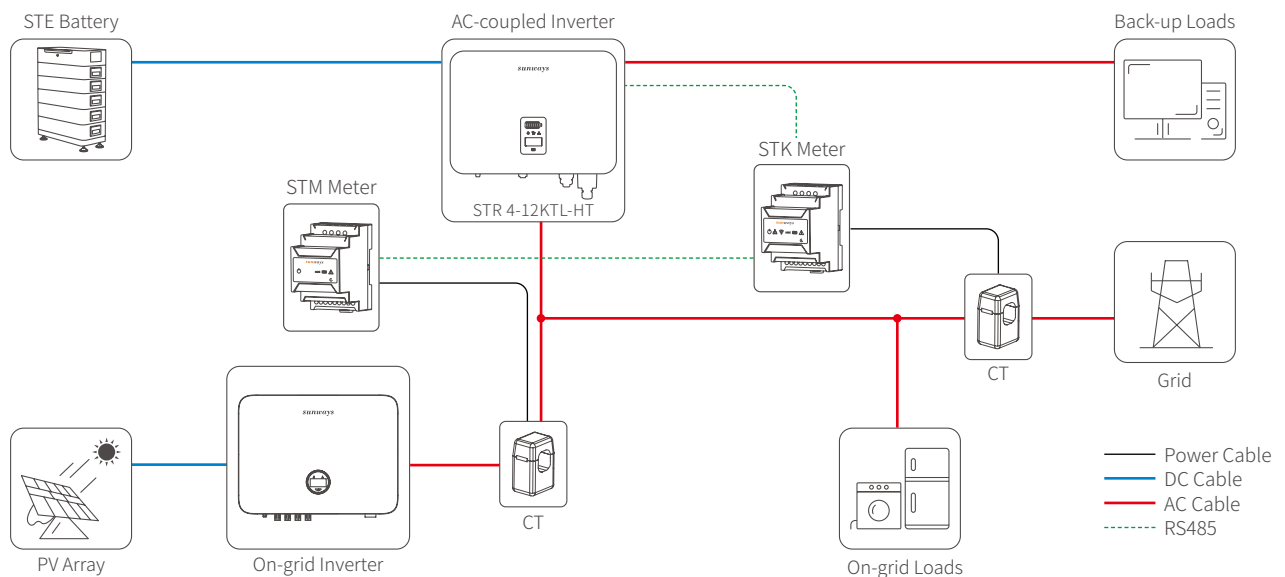 STE Battery
AC-coupled Inverter
Back-up Loads
sunways
STK Meter
STM Meter
STR 4-12KTL-HT
sunways
sunways
CT
Grid
sunways
Power Cable
DC Cable
AC Cable
RS485
CT
PV Array
On-grid Inverter
On-grid Loads